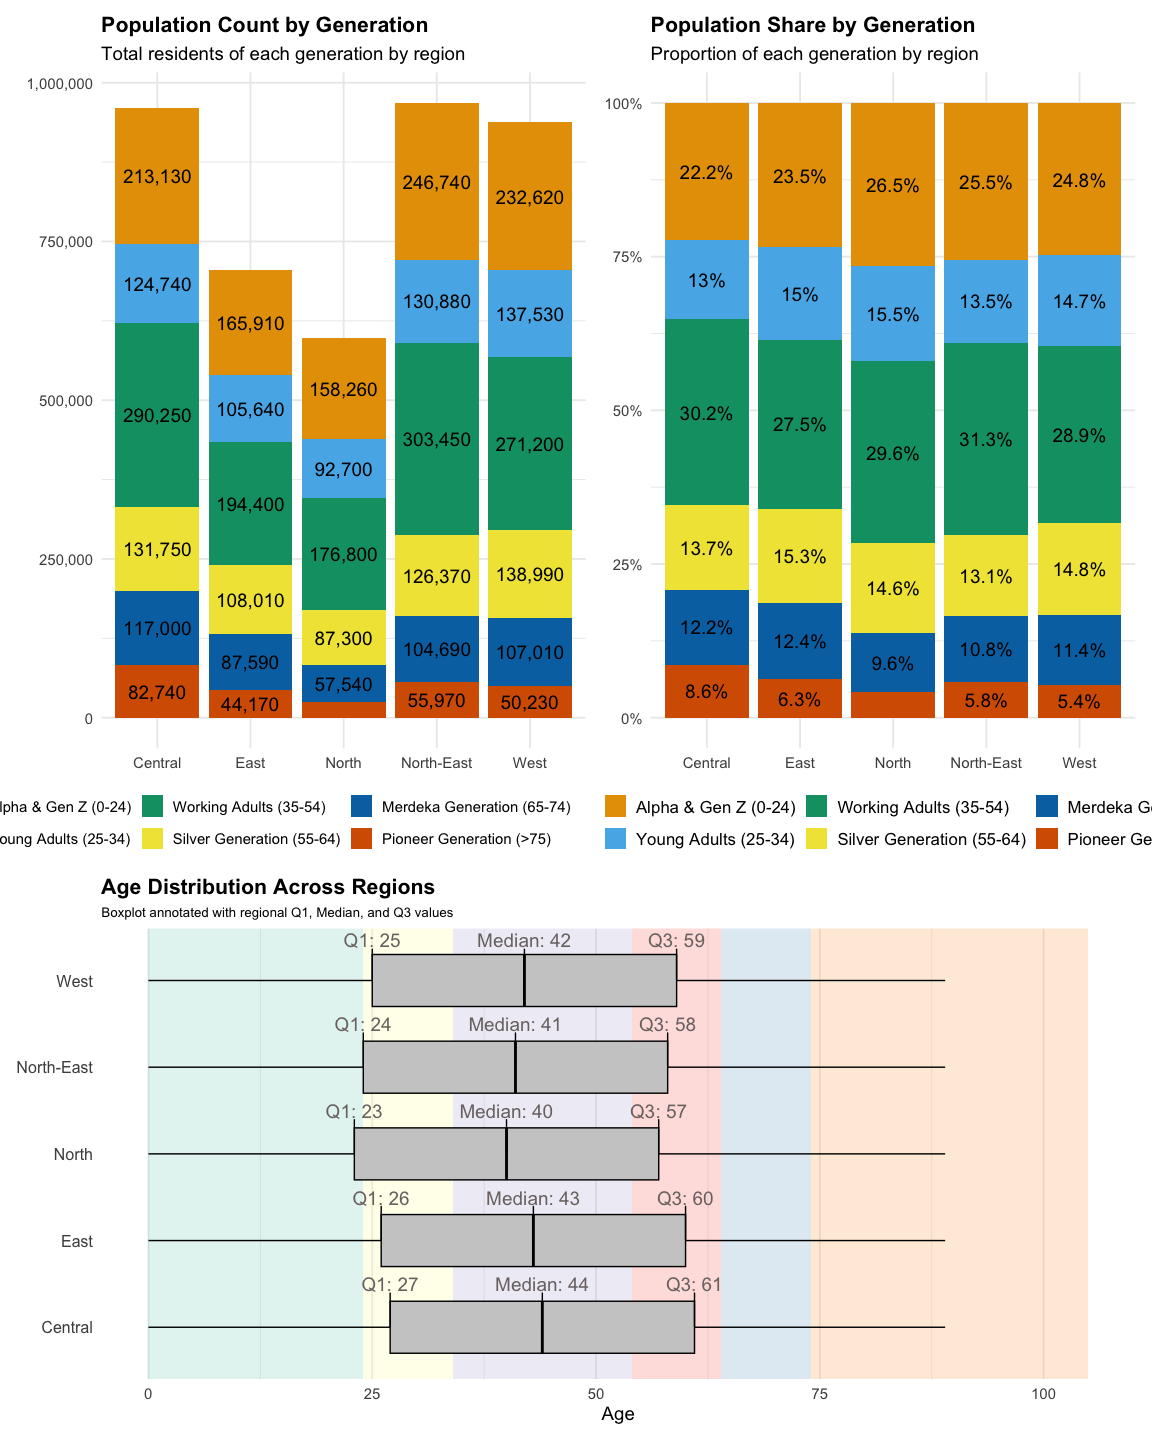 Population Count by Generation
Total residents of each generation by region
1,000,000
750,000
500,000
250,000
0
213,130
124,740
290,250
131,750
117,000
82,740
165,910
105,640
194,400
108,010
87,590
44,170
158,260
92,700
176,800
87,300
57,540
246,740
130,880
303,450
126,370
104,690
55,970
232,620
137,530
271,200
138,990
107,010
50,230
Central East North North-East West
lpha & Gen Z (0-24) Working Adults (35-54) Merdeka Generation (65-74)
oung Adults (25-34) Silver Generation (55-64) Pioneer Generation (>75)
Population Share by Generation
Proportion of each generation by region
100%
75%
50%
25%
0%
22.2%
13%
30.2%
13.7%
12.2%
8.6%
23.5%
15%
27.5%
15.3%
12.4%
6.3%
26.5%
15.5%
29.6%
14.6%
9.6%
25.5%
13.5%
31.3%
13.1%
10.8%
5.8%
24.8%
14.7%
28.9%
14.8%
11.4%
5.4%
Central East North North-East West
Alpha & Gen Z (0-24) Working Adults (35-54) Merdeka Ge
Young Adults (25-34) Silver Generation (55-64) Pioneer Ge
Age Distribution Across Regions
Boxplot annotated with regional Q1, Median, and Q3 values
Q1: 25 Median: 42 Q3: 59
West
Q1: 24 Median: 41 Q3: 58
North-East
Q1: 23 Median: 40 Q3: 57
North
Q1: 26 Median: 43 Q3: 60
East
Q1: 27 Median: 44 Q3: 61
Central
0 25 50 75 100
Age